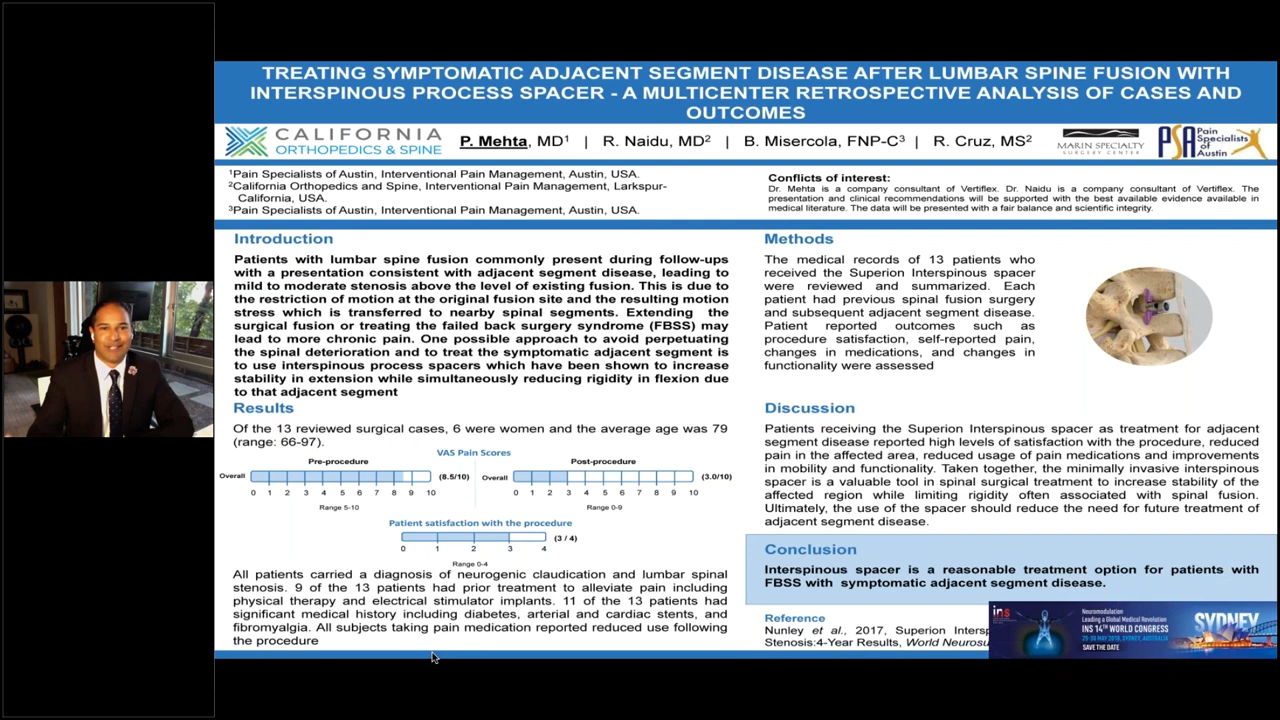 TREATING SYMPTOMATIC ADJACENT SEGMENT DISEASE AFTER LUMBAR SPINE FUSION WITH
INTERSPINOUS PROCESS SPACER - A MULTICENTER RETROSPECTIVE ANALYSIS OF CASES AND
OUTCOMES
CALIFORNIA
ORTHOPEDICS & SPINE
P. Mehta, MD¹ | R. Naidu, MD² | B. Misercola, FNP-C³ | R. Cruz, MS²
MARIN SPECIALTY
SURGERY CENTER
PSA Pain
Specialists
of Austin
¹Pain Specialists of Austin, Interventional Pain Management, Austin, USA.
²California Orthopedics and Spine, Interventional Pain Management, Larkspur-
California, USA.
³Pain Specialists of Austin, Interventional Pain Management, Austin, USA.
Conflicts of interest:
Dr. Mehta is a company consultant of Vertiflex. Dr. Naidu is a company consultant of Vertiflex. The
presentation and clinical recommendations will be supported with the best available evidence available in
medical literature. The data will be presented with a fair balance and scientific integrity.
Introduction
Patients with lumbar spine fusion commonly present during follow-ups
with a presentation consistent with adjacent segment disease, leading to
mild to moderate stenosis above the level of existing fusion. This is due to
the restriction of motion at the original fusion site and the resulting motion
stress which is transferred to nearby spinal segments. Extending the
surgical fusion or treating the failed back surgery syndrome (FBSS) may
lead to more chronic pain. One possible approach to avoid perpetuating
the spinal deterioration and to treat the symptomatic adjacent segment is
to use interspinous process spacers which have been shown to increase
stability in extension while simultaneously reducing rigidity in flexion due
to that adjacent segment
Results
Of the 13 reviewed surgical cases, 6 were women and the average age was 79
(range: 66-97).
VAS Pain Scores
Pre-procedure
Overall (8.5/10)
0 1 2 3 4 5 6 7 8 9 10
Range 5-10
Post-procedure
Overall (3.0/10)
0 1 2 3 4 5 6 7 8 9 10
Range 0-9
Patient satisfaction with the procedure
(3 / 4)
0 1 2 3 4
Range 0-4
All patients carried a diagnosis of neurogenic claudication and lumbar spinal
stenosis. 9 of the 13 patients had prior treatment to alleviate pain including
physical therapy and electrical stimulator implants. 11 of the 13 patients had
significant medical history including diabetes, arterial and cardiac stents, and
fibromyalgia. All subjects taking pain medication reported reduced use following
the procedure
Methods
The medical records of 13 patients who
received the Superion Interspinous spacer
were reviewed and summarized. Each
patient had previous spinal fusion surgery
and subsequent adjacent segment disease.
Patient reported outcomes such as
procedure satisfaction, self-reported pain,
changes in medications, and changes in
functionality were assessed
Discussion
Patients receiving the Superion Interspinous spacer as treatment for adjacent
segment disease reported high levels of satisfaction with the procedure, reduced
pain in the affected area, reduced usage of pain medications and improvements
in mobility and functionality. Taken together, the minimally invasive interspinous
spacer is a valuable tool in spinal surgical treatment to increase stability of the
affected region while limiting rigidity often associated with spinal fusion.
Ultimately, the use of the spacer should reduce the need for future treatment of
adjacent segment disease.
Conclusion
Interspinous spacer is a reasonable treatment option for patients with
FBSS with symptomatic adjacent segment disease.
Reference
Nunley et al., 2017, Superion Intersp
Stenosis:4-Year Results, World Neurosu
ins
Neuromodulation
Leading a Global Medical Revolution
INS 14TH WORLD CONGRESS
25-30 MAY 2019, SYDNEY, AUSTRALIA
SAVE THE DATE
SYDNEY